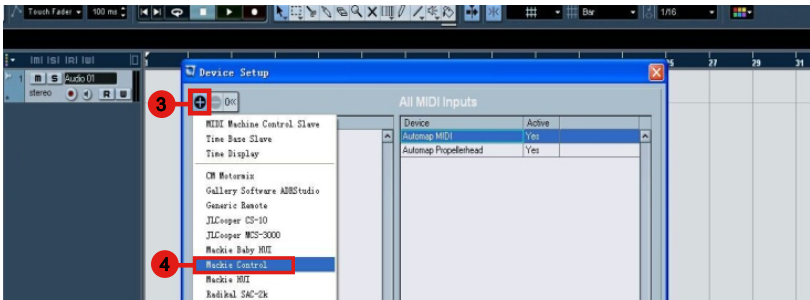 Touch Fader 100 ms Bar 1/16
25 27 29 31
1 m S Audio 01
stereo R W
Device Setup
3
All MIDI Inputs
MIDI Machine Control Slave
Time Base Slave
Time Display
CM Motormix
Gallery Software ADBStudio
Generic Remote
JLCooper CS-10
JLCooper MCS-3000
Mackie Baby HUI
4 Mackie Control
Mackie HUI
Radikal SAC-2k
Device Active
Automap MIDI Yes
Automap Propellerhead Yes